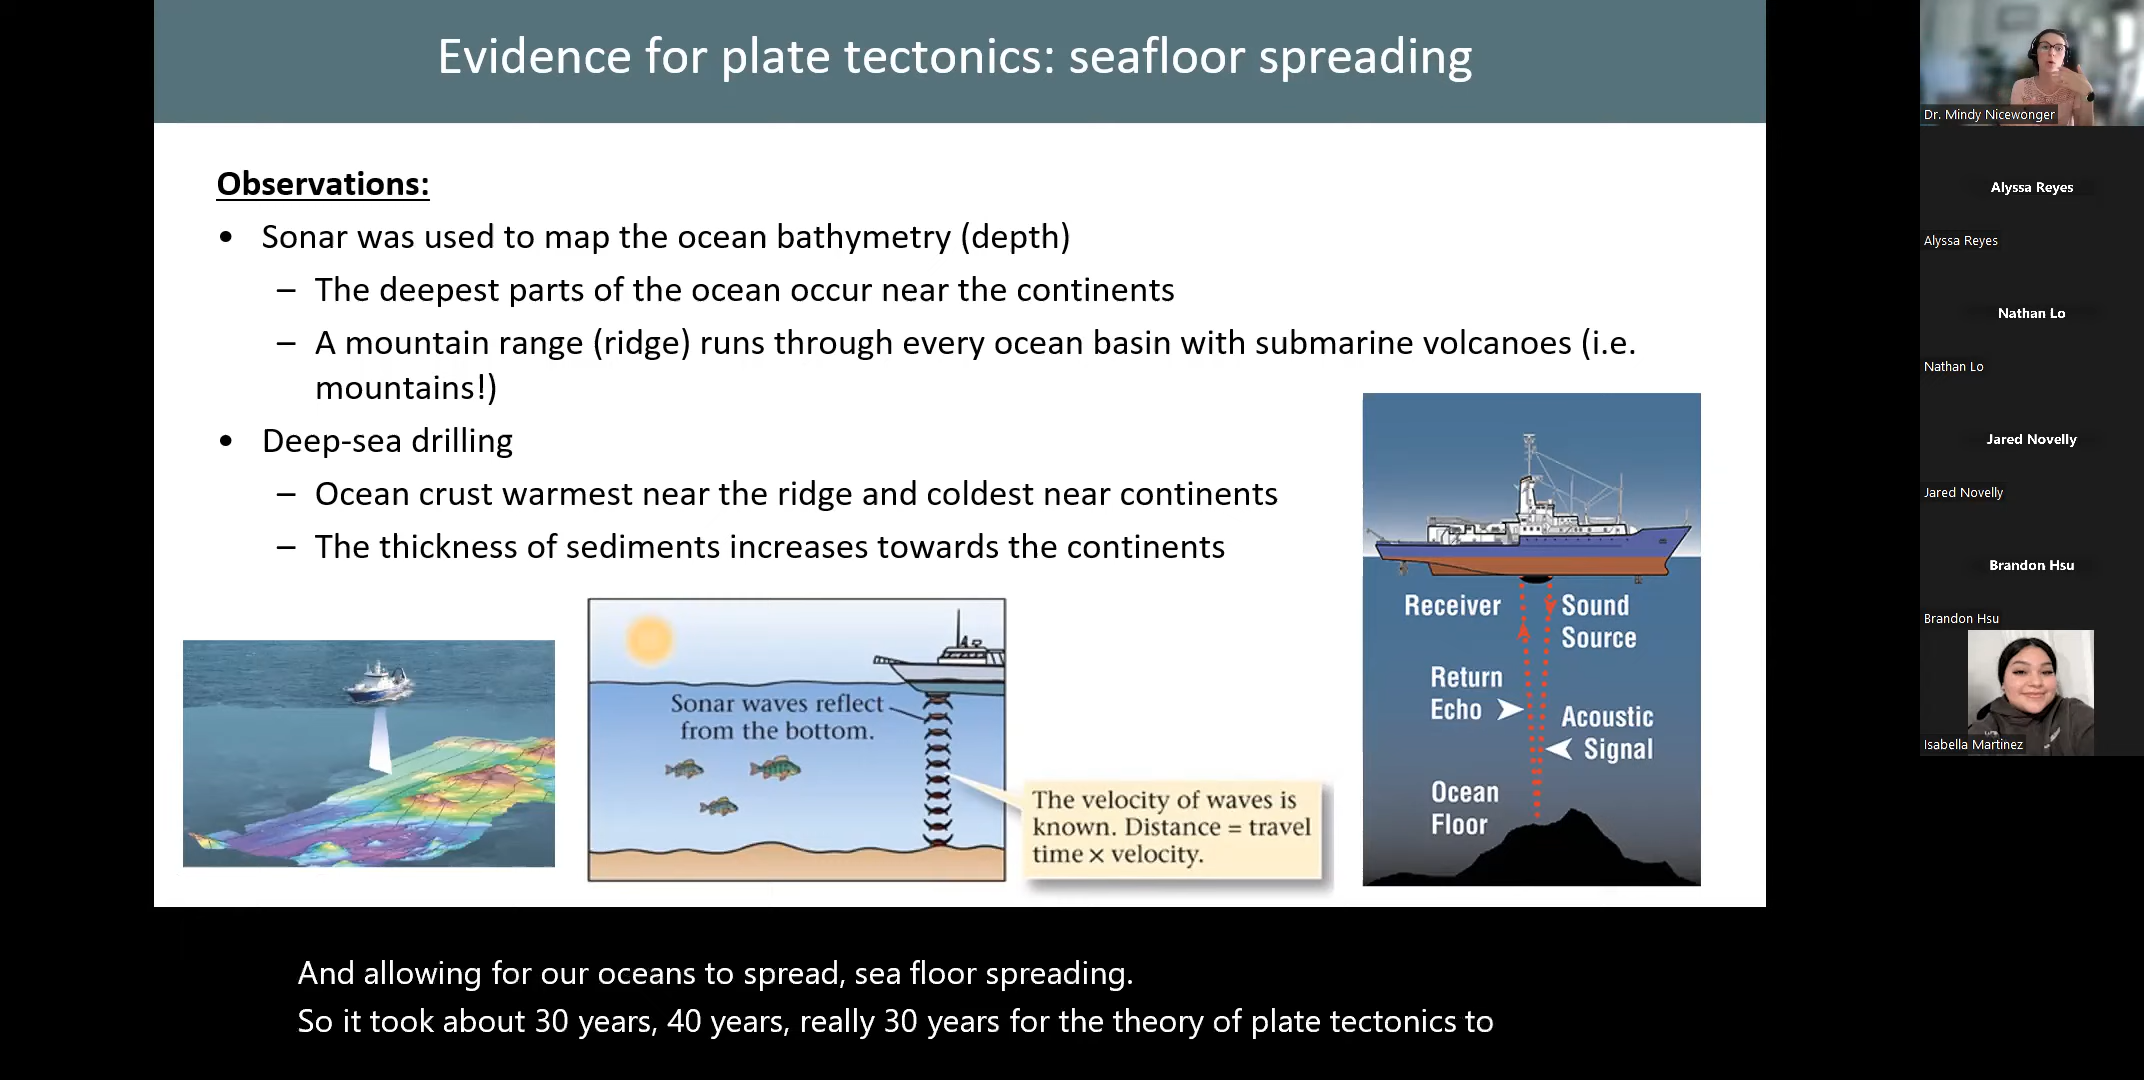 Evidence for plate tectonics: seafloor spreading
Observations:
• Sonar was used to map the ocean bathymetry (depth)
– The deepest parts of the ocean occur near the continents
– A mountain range (ridge) runs through every ocean basin with submarine volcanoes (i.e.
mountains!)
• Deep-sea drilling
– Ocean crust warmest near the ridge and coldest near continents
– The thickness of sediments increases towards the continents
Sonar waves reflect
from the bottom.
The velocity of waves is
known. Distance = travel
time × velocity.
Receiver
Sound
Source
Return
Echo
Acoustic
Signal
Ocean
Floor
And allowing for our oceans to spread, sea floor spreading.
So it took about 30 years, 40 years, really 30 years for the theory of plate tectonics to
Dr. Mindy Nicewonger
Alyssa Reyes
Alyssa Reyes
Nathan Lo
Nathan Lo
Jared Novelly
Jared Novelly
Brandon Hsu
Brandon Hsu
Isabella Martinez